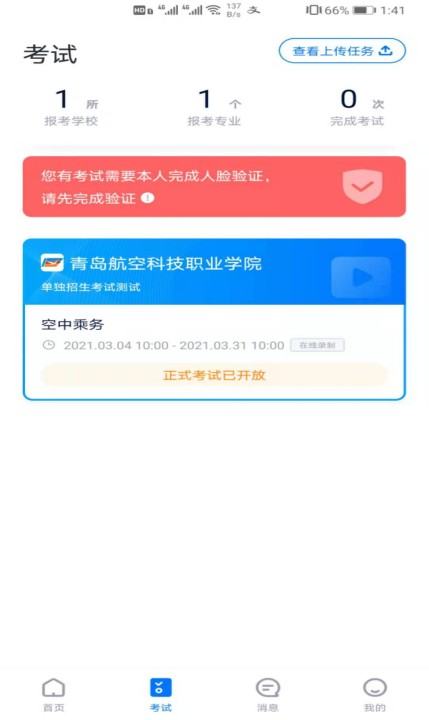 HD 4G 4G 137 B/s 支 66% 1:41
考试
查看上传任务
1 所 1 个 0 次
报考学校 报考专业 完成考试
您有考试需要本人完成人脸验证，
请先完成验证
青岛航空科技职业学院
单独招生考试测试
空中乘务
2021.03.04 10:00 - 2021.03.31 10:00 在线录制
正式考试已开放
首页 考试 消息 我的